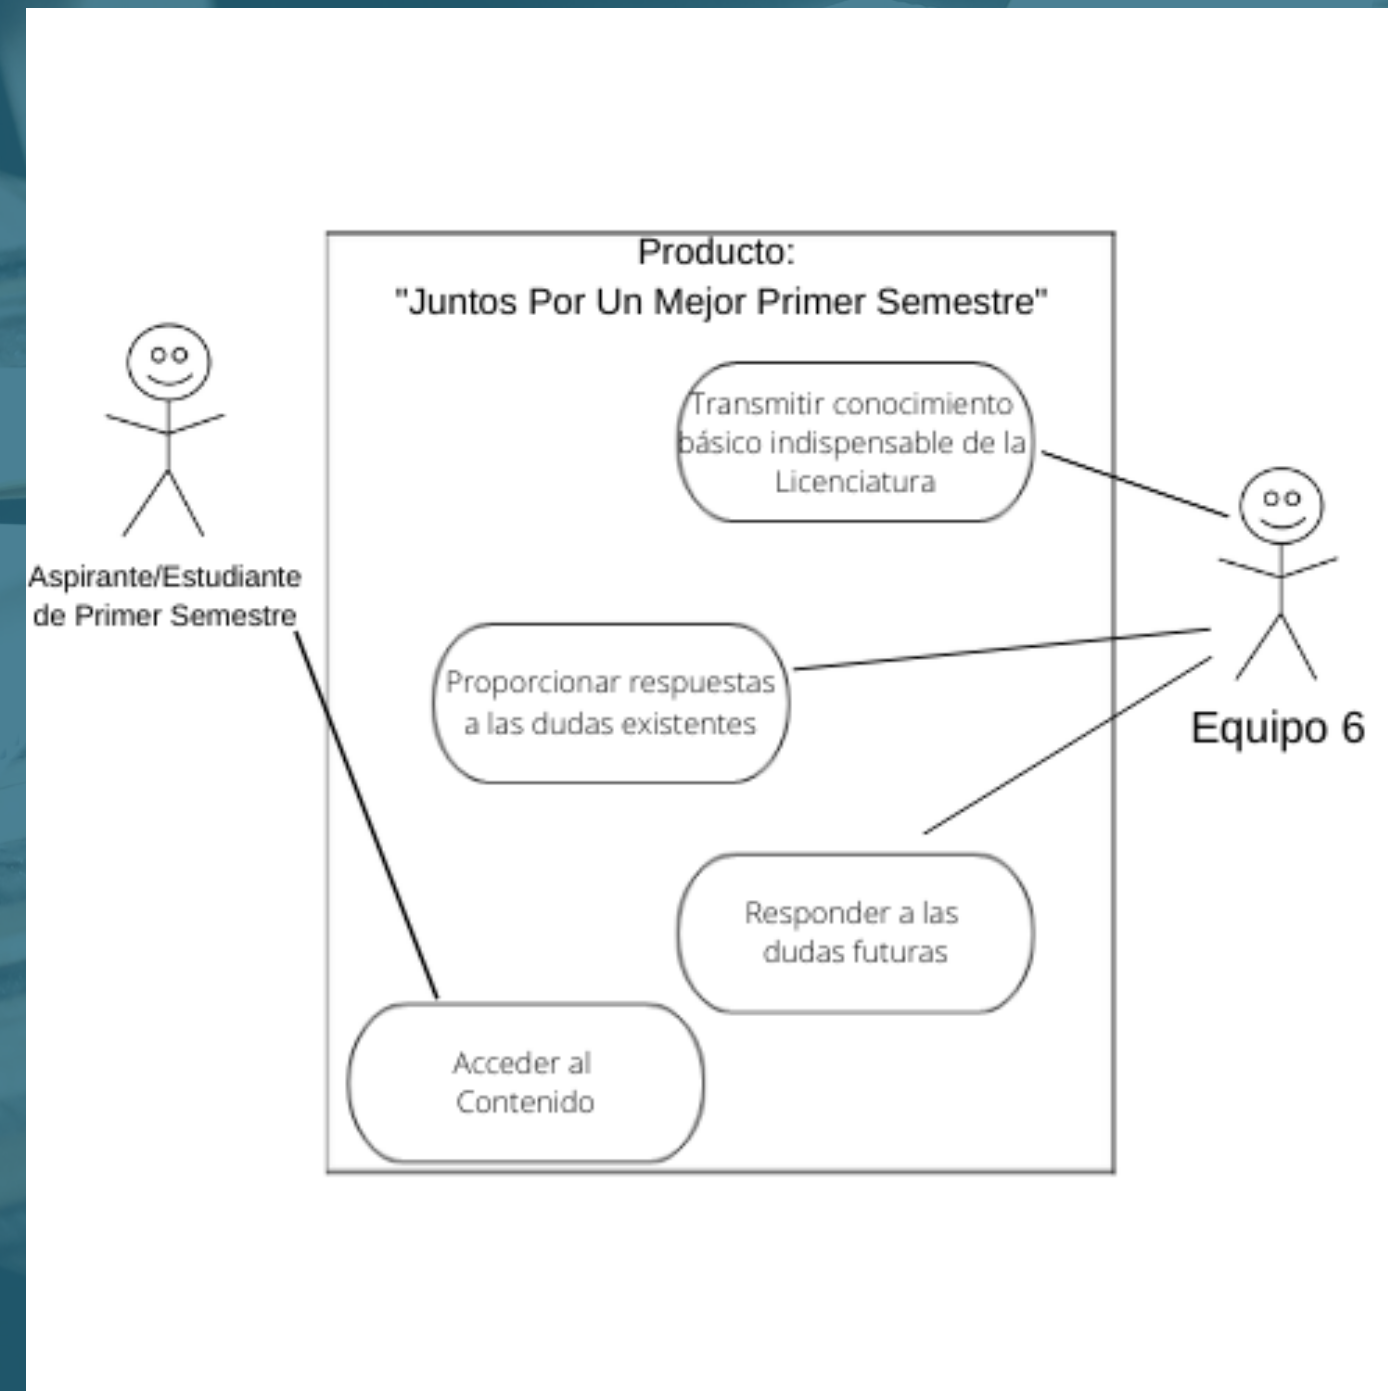 Producto:
"Juntos Por Un Mejor Primer Semestre"
Transmitir conocimiento
básico indispensable de la
Licenciatura
Aspirante/Estudiante
de Primer Semestre
Proporcionar respuestas
a las dudas existentes
Equipo 6
Responder a las
dudas futuras
Acceder al
Contenido